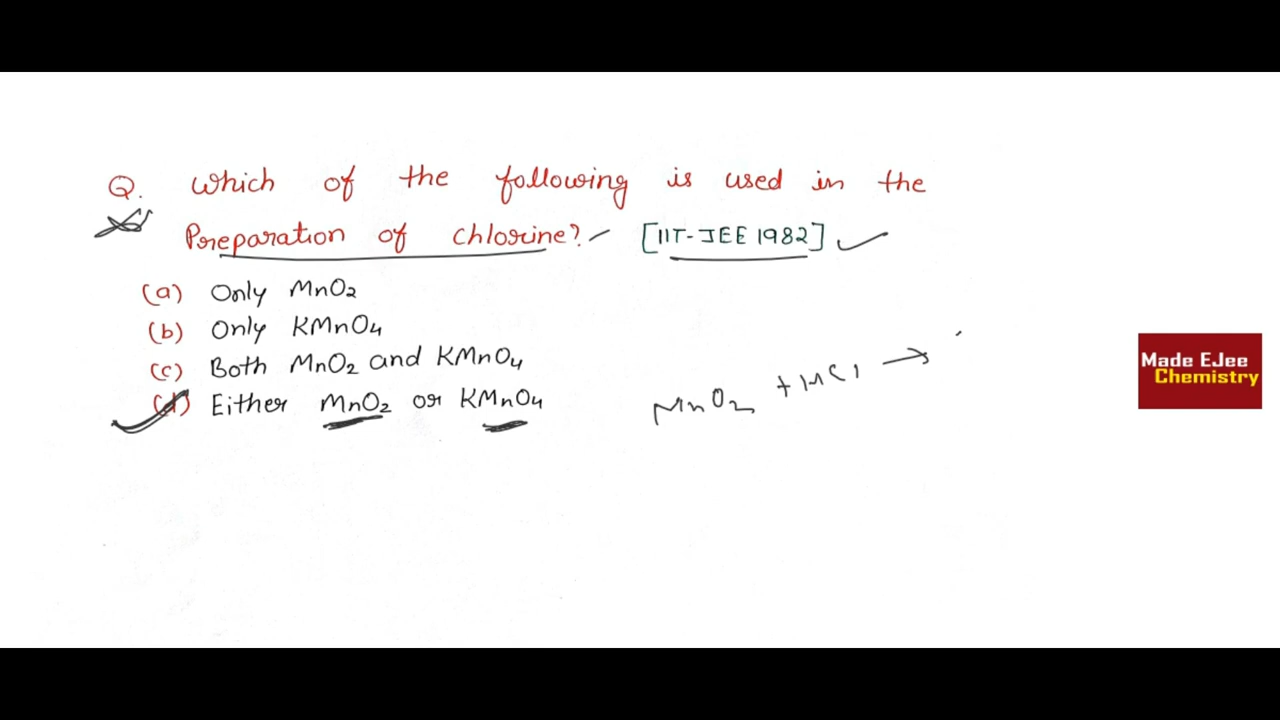 Q. Which of the following is used in the
Preparation of chlorine? [IIT-JEE 1982]
(a) Only MnO₂
(b) Only KMnO₄
(c) Both MnO₂ and KMnO₄
(d) Either MnO₂ or KMnO₄
MnO₂ + HCl →
Made EJee
Chemistry